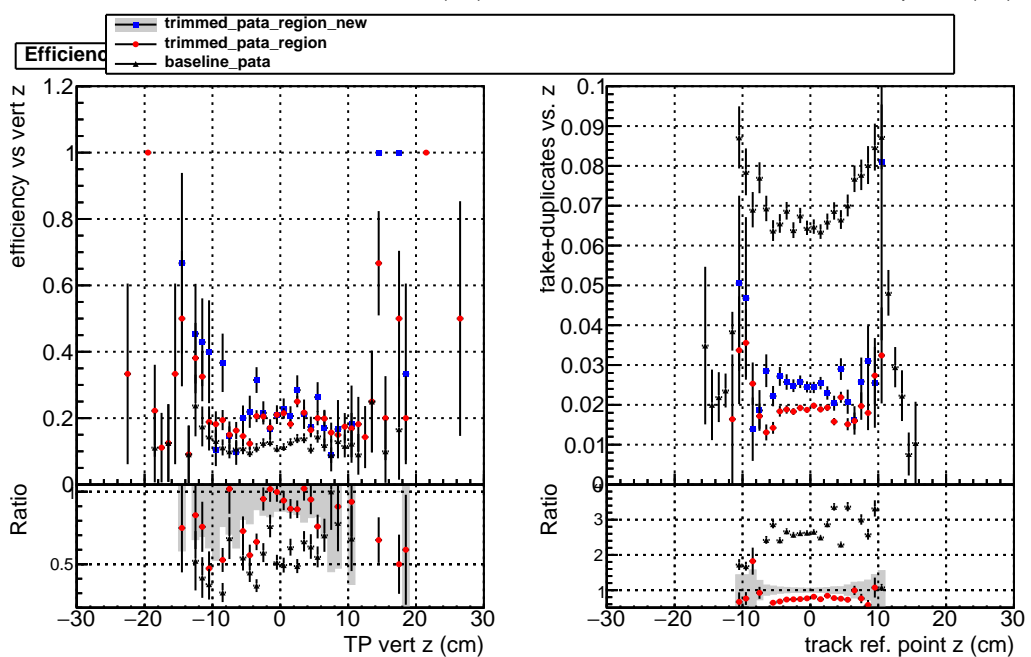 trimmed_pata_region_new
trimmed_pata_region
baseline_pata
efficiency vs vert z
1.2
1
0.8
0.6
0.4
0.2
0
Ratio
1
0.5
−30 −20 −10 0 10 20 30
TP vert z (cm)
fake+duplicates vs. z
0.1
0.09
0.08
0.07
0.06
0.05
0.04
0.03
0.02
0.01
0
Ratio
3
2
1
−30 −20 −10 0 10 20 30
track ref. point z (cm)